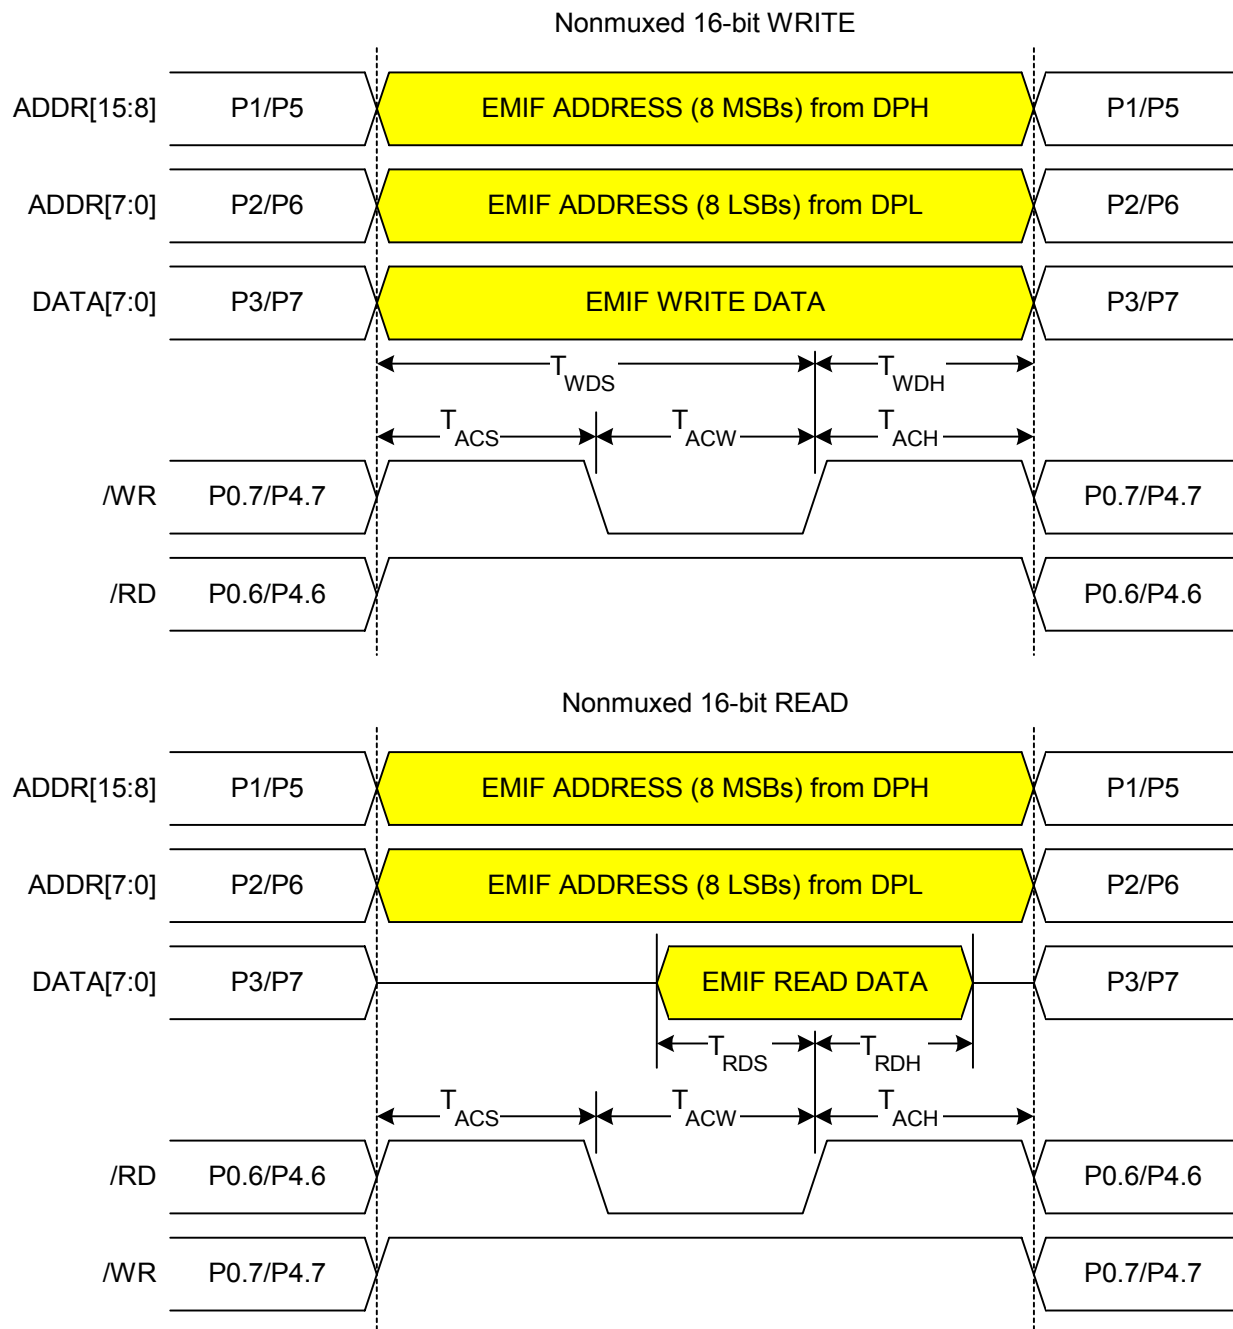 Nonmuxed 16-bit WRITE
ADDR[15:8] P1/P5 EMIF ADDRESS (8 MSBs) from DPH P1/P5
ADDR[7:0] P2/P6 EMIF ADDRESS (8 LSBs) from DPL P2/P6
DATA[7:0] P3/P7 EMIF WRITE DATA P3/P7
TWDS TWDH
TACS TACW TACH
/WR P0.7/P4.7 P0.7/P4.7
/RD P0.6/P4.6 P0.6/P4.6
Nonmuxed 16-bit READ
ADDR[15:8] P1/P5 EMIF ADDRESS (8 MSBs) from DPH P1/P5
ADDR[7:0] P2/P6 EMIF ADDRESS (8 LSBs) from DPL P2/P6
DATA[7:0] P3/P7 EMIF READ DATA P3/P7
TRDS TRDH
TACS TACW TACH
/RD P0.6/P4.6 P0.6/P4.6
/WR P0.7/P4.7 P0.7/P4.7